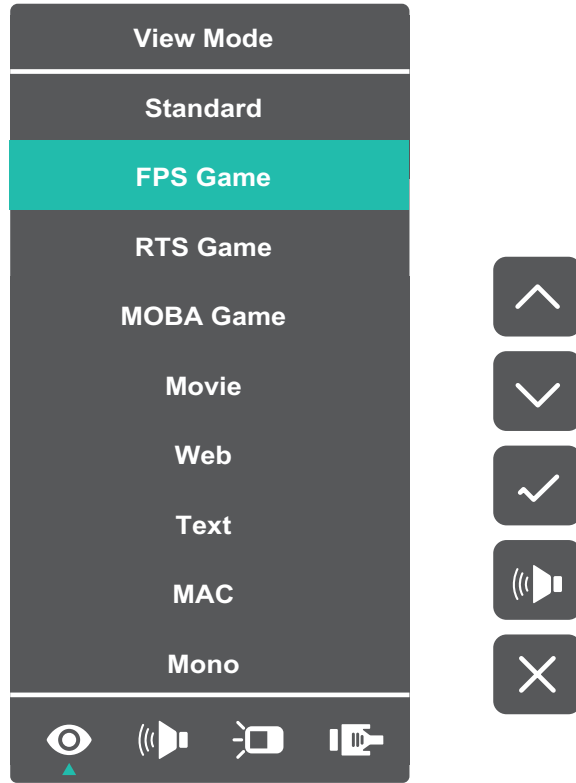 View Mode
Standard
FPS Game
RTS Game
MOBA Game
Movie
Web
Text
MAC
Mono